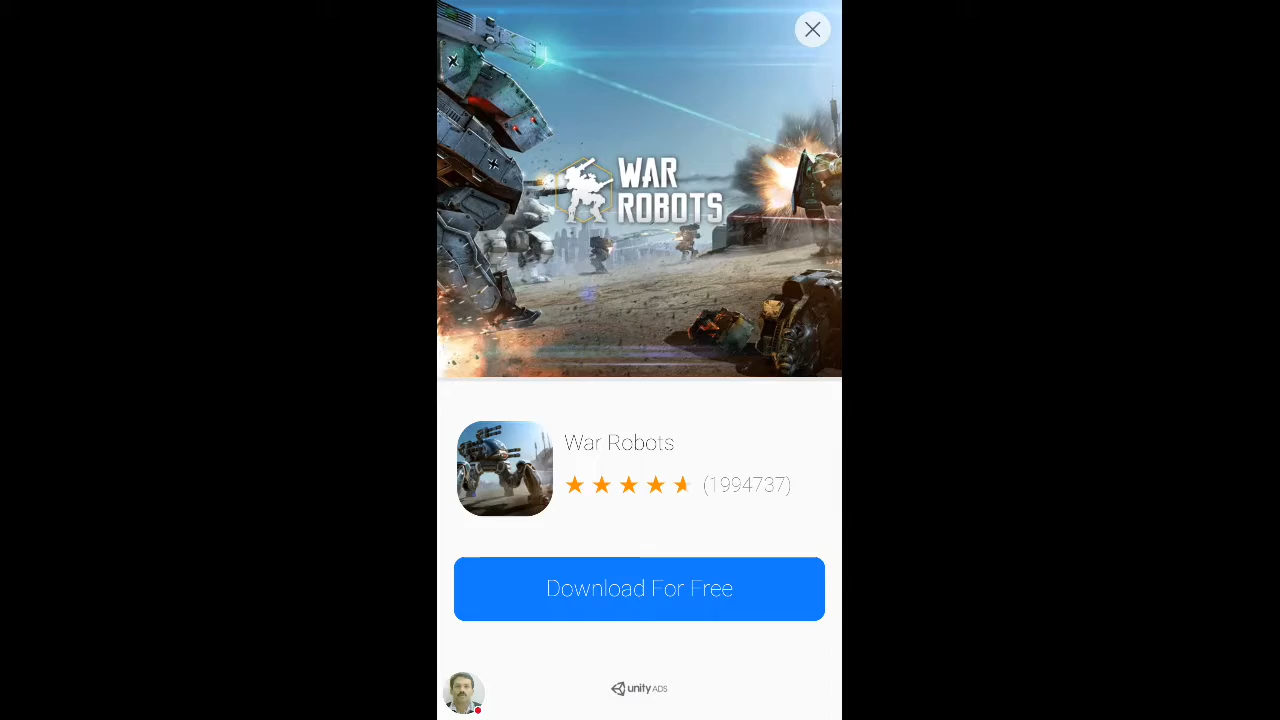 WAR
ROBOTS
War Robots
(1994737)
Download For Free
unity ADS